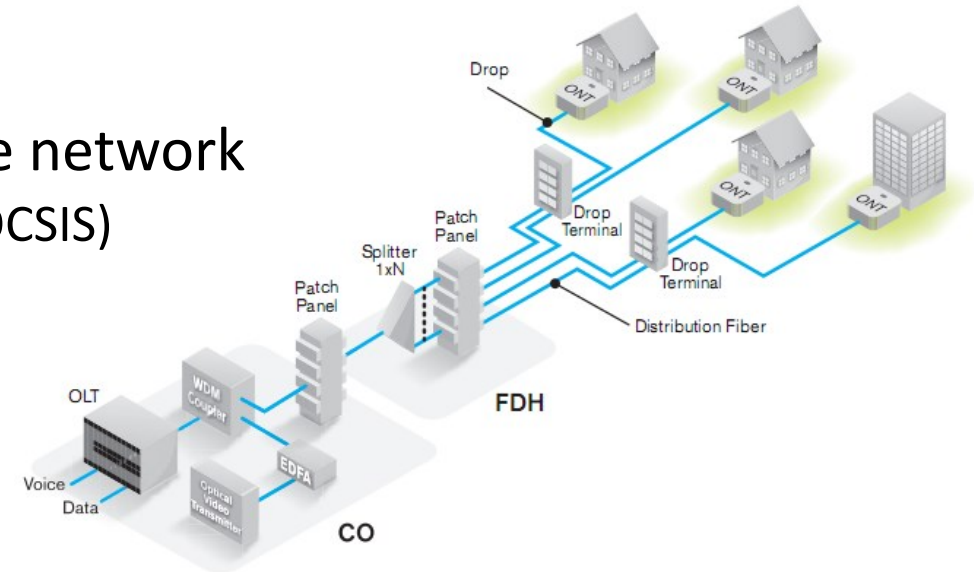 e network
OCSIS)
Drop
ONT
ONT
ONT
ONT
Drop
Terminal
Drop
Terminal
Patch
Panel
Splitter
1xN
Patch
Panel
Distribution Fiber
FDH
OLT
WDM
Coupler
EDFA
Optical
Video
Transmitter
Voice
Data
CO